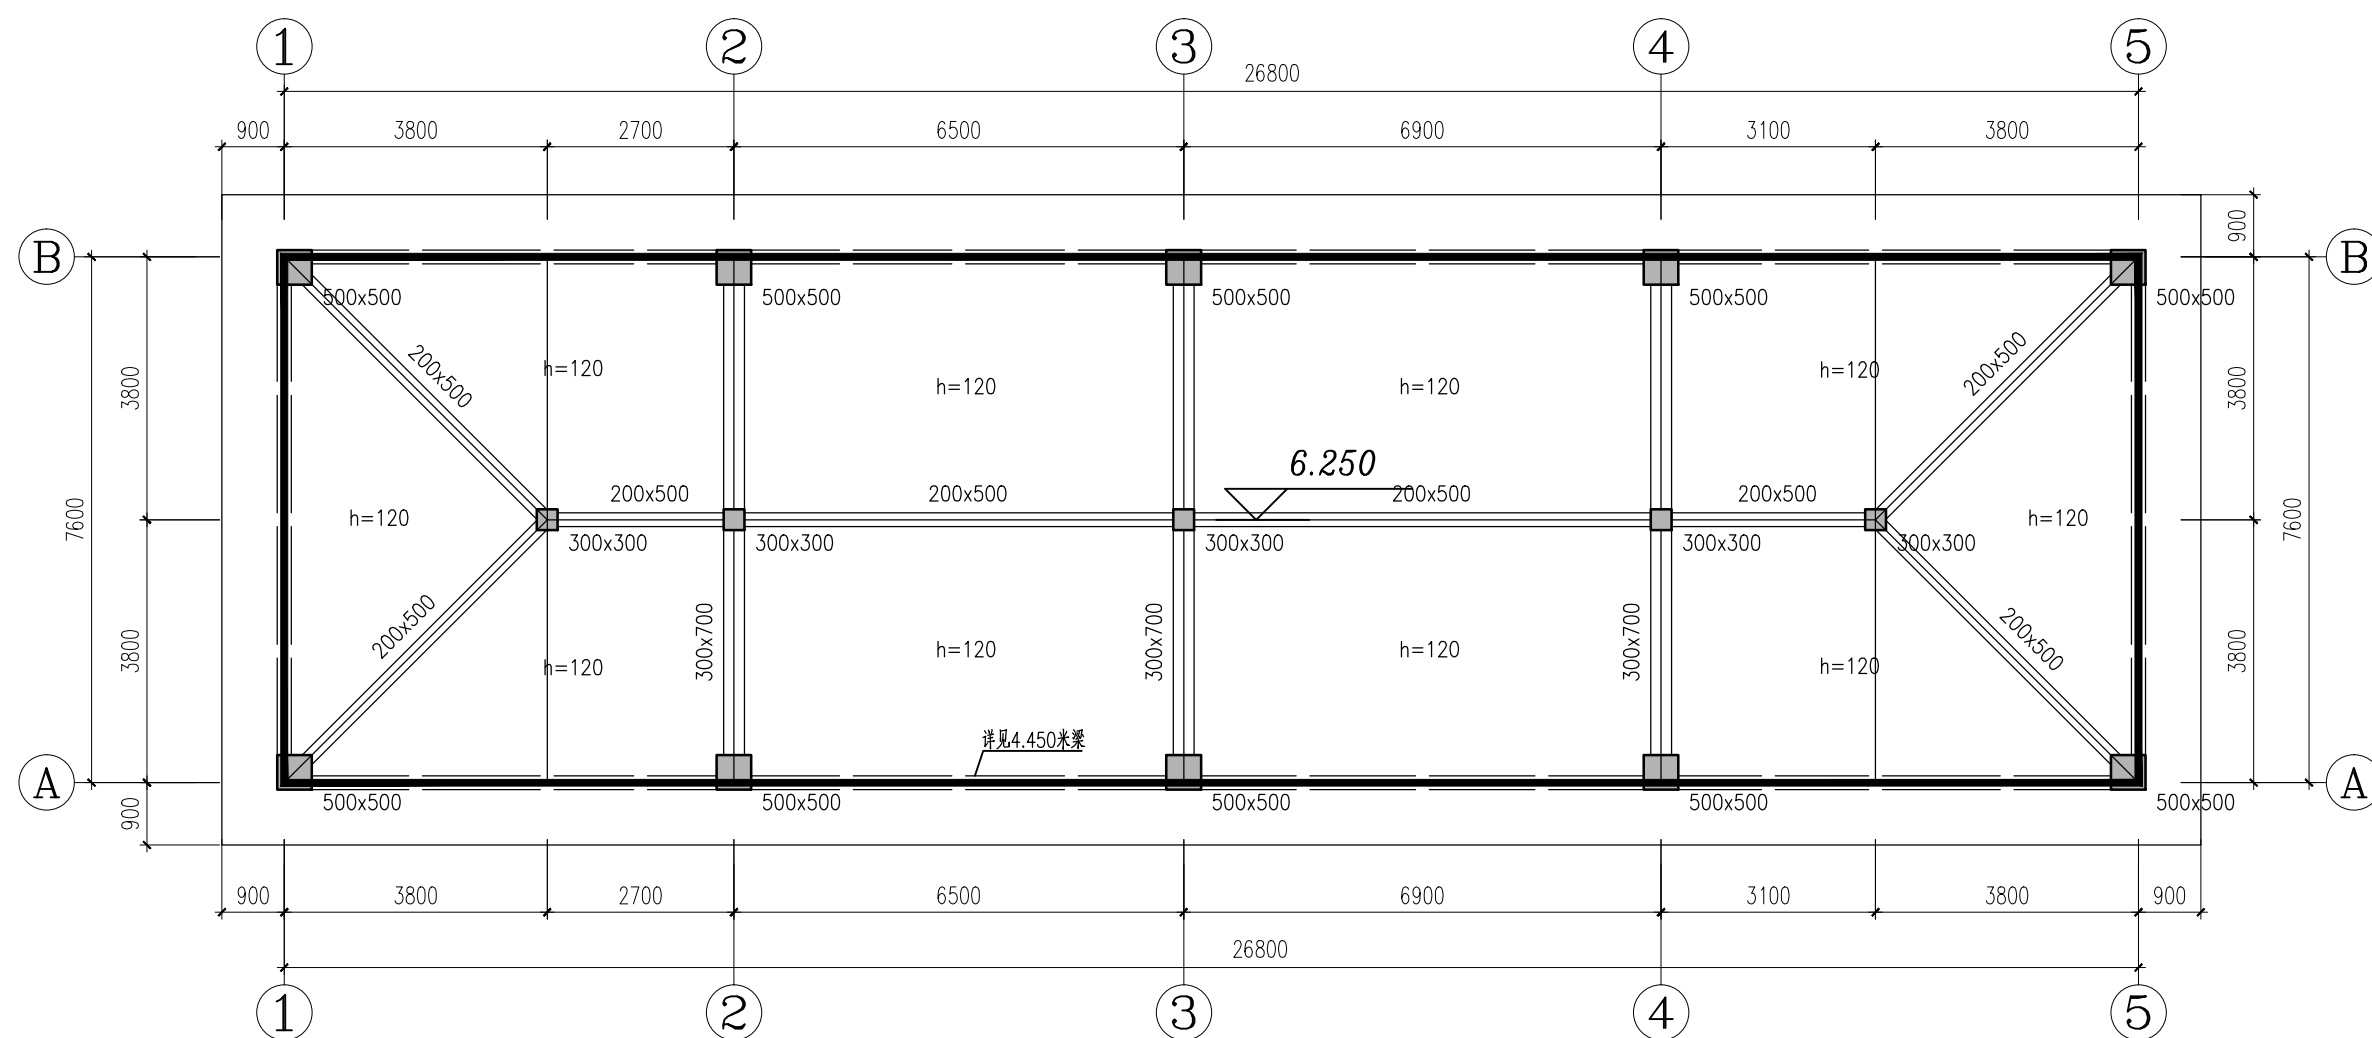 1 2 3 4 5
26800
900 3800 2700 6500 6900 3100 3800
900
B B
500x500 500x500 500x500 500x500 500x500
200x500 200x500
h=120 h=120 h=120 h=120
3800 3800
6.250
200x500 200x500 200x500 200x500
7600 h=120 h=120 7600
300x300 300x300 300x300 300x300 300x300
200x500 300x700 300x700 300x700 200x500
3800 h=120 h=120 h=120 h=120 3800
详见4.450米梁
A A
500x500 500x500 500x500 500x500 500x500
900
900 3800 2700 6500 6900 3100 3800 900
26800
1 2 3 4 5